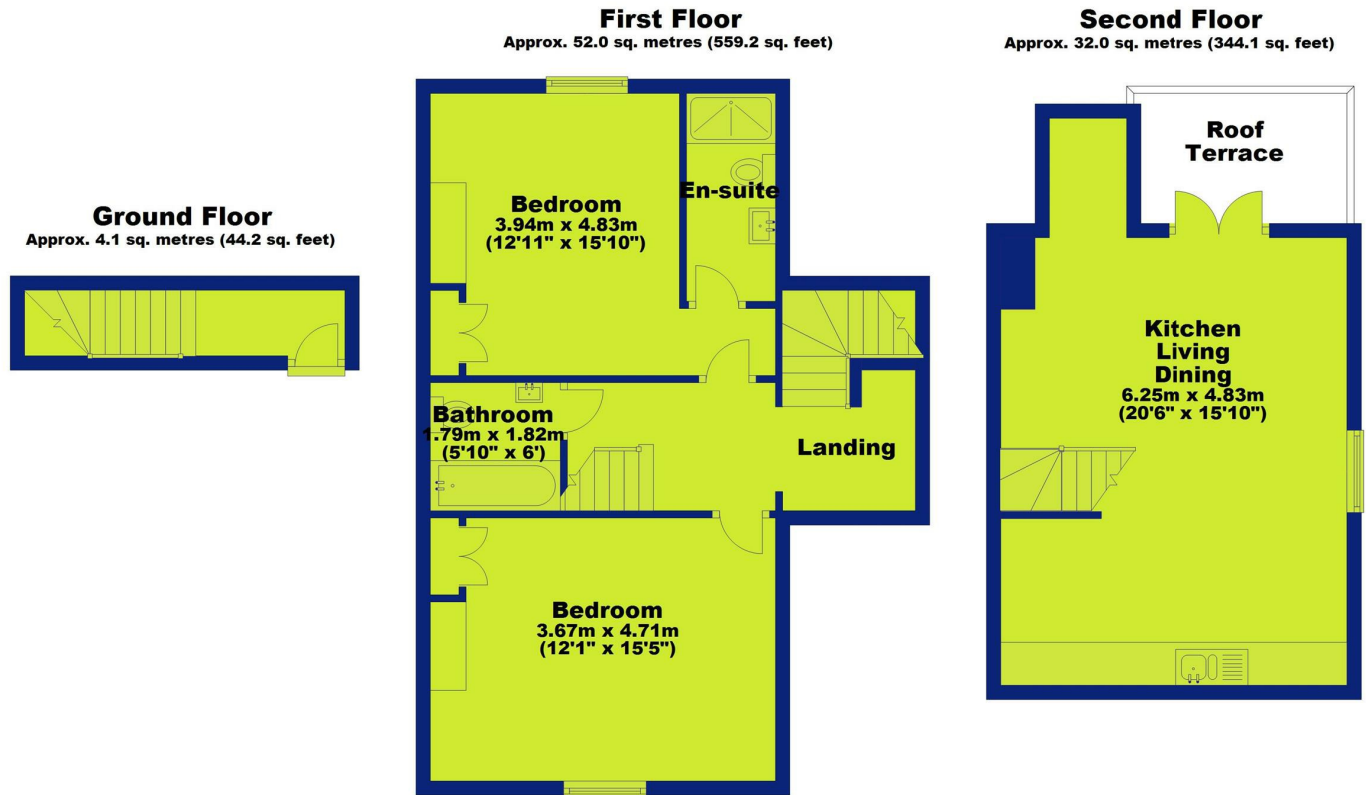 Ground Floor
Approx. 4.1 sq. metres (44.2 sq. feet)
First Floor
Approx. 52.0 sq. metres (559.2 sq. feet)
Bedroom
3.94m x 4.83m
(12'11" x 15'10")
En-suite
Bathroom
1.79m x 1.82m
(5'10" x 6')
Landing
Bedroom
3.67m x 4.71m
(12'1" x 15'5")
Second Floor
Approx. 32.0 sq. metres (344.1 sq. feet)
Roof
Terrace
Kitchen
Living
Dining
6.25m x 4.83m
(20'6" x 15'10")